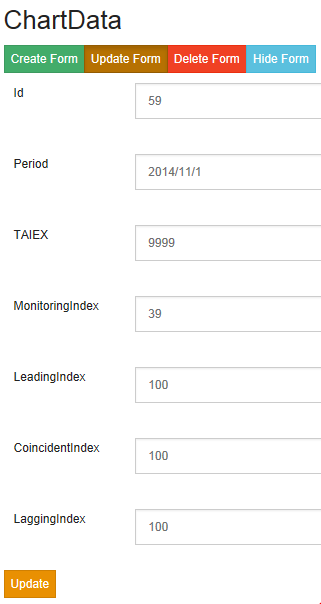 ChartData
Create Form Update Form Delete Form Hide Form
Id 59
Period 2014/11/1
TAIEX 9999
MonitoringIndex 39
LeadingIndex 100
CoincidentIndex 100
LaggingIndex 100
Update